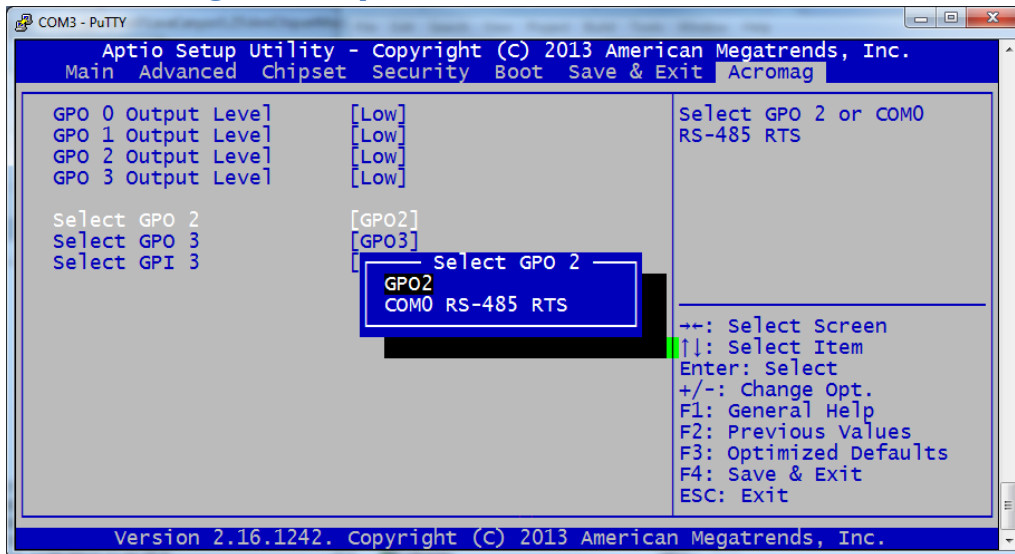 COM3 - PuTTY
Aptio Setup Utility - Copyright (C) 2013 American Megatrends, Inc.
Main Advanced Chipset Security Boot Save & Exit Acromag
GPO 0 Output Level [Low]
GPO 1 Output Level [Low]
GPO 2 Output Level [Low]
GPO 3 Output Level [Low]
Select GPO 2 [GPO2]
Select GPO 3 [GPO3]
Select GPI 3 [
Select GPO 2
GPO2
COM0 RS-485 RTS
Select GPO 2 or COM0
RS-485 RTS
→←: Select Screen
↑↓: Select Item
Enter: Select
+/-: Change Opt.
F1: General Help
F2: Previous Values
F3: Optimized Defaults
F4: Save & Exit
ESC: Exit
Version 2.16.1242. Copyright (C) 2013 American Megatrends, Inc.